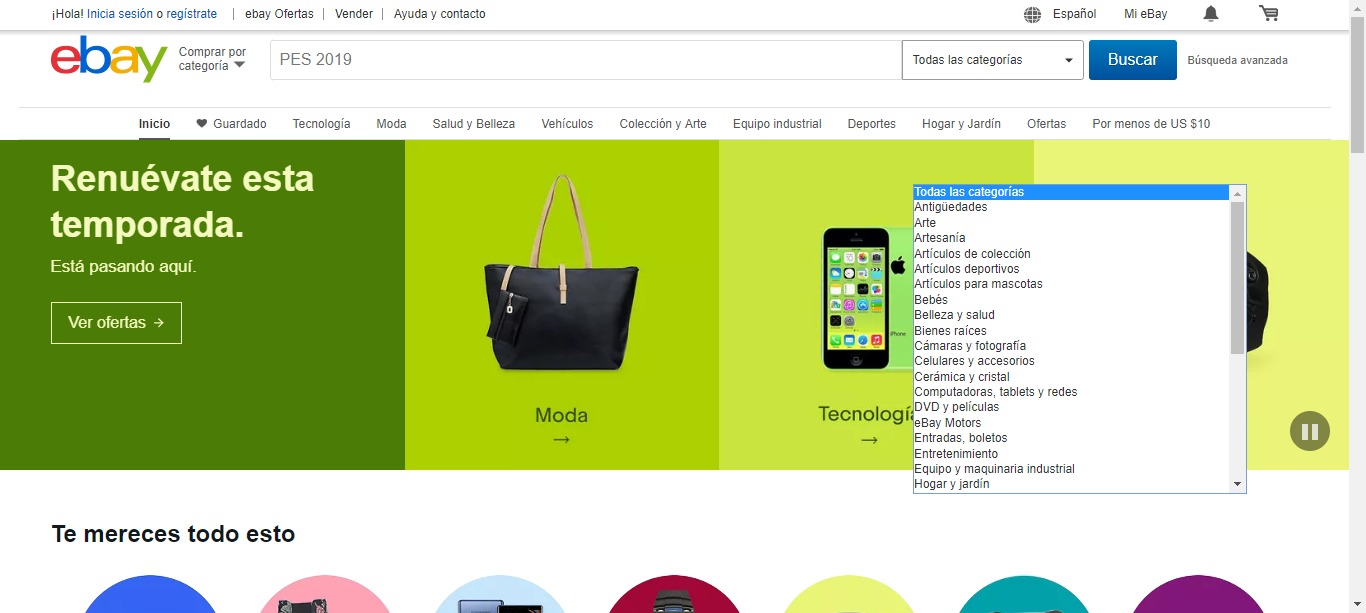 ¡Hola! Inicia sesión o regístrate | ebay Ofertas | Vender | Ayuda y contacto Español Mi eBay
ebay Comprar por categoría PES 2019 Todas las categorías Buscar Búsqueda avanzada
Inicio Guardado Tecnología Moda Salud y Belleza Vehículos Colección y Arte Equipo industrial Deportes Hogar y Jardín Ofertas Por menos de US $10
Renuévate esta
temporada.
Está pasando aquí.
Ver ofertas →
Moda
→
iPhone
Tecnología
→
Todas las categorías
Antigüedades
Arte
Artesanía
Artículos de colección
Artículos deportivos
Artículos para mascotas
Bebés
Belleza y salud
Bienes raíces
Cámaras y fotografía
Celulares y accesorios
Cerámica y cristal
Computadoras, tablets y redes
DVD y películas
eBay Motors
Entradas, boletos
Entretenimiento
Equipo y maquinaria industrial
Hogar y jardín
Te mereces todo esto